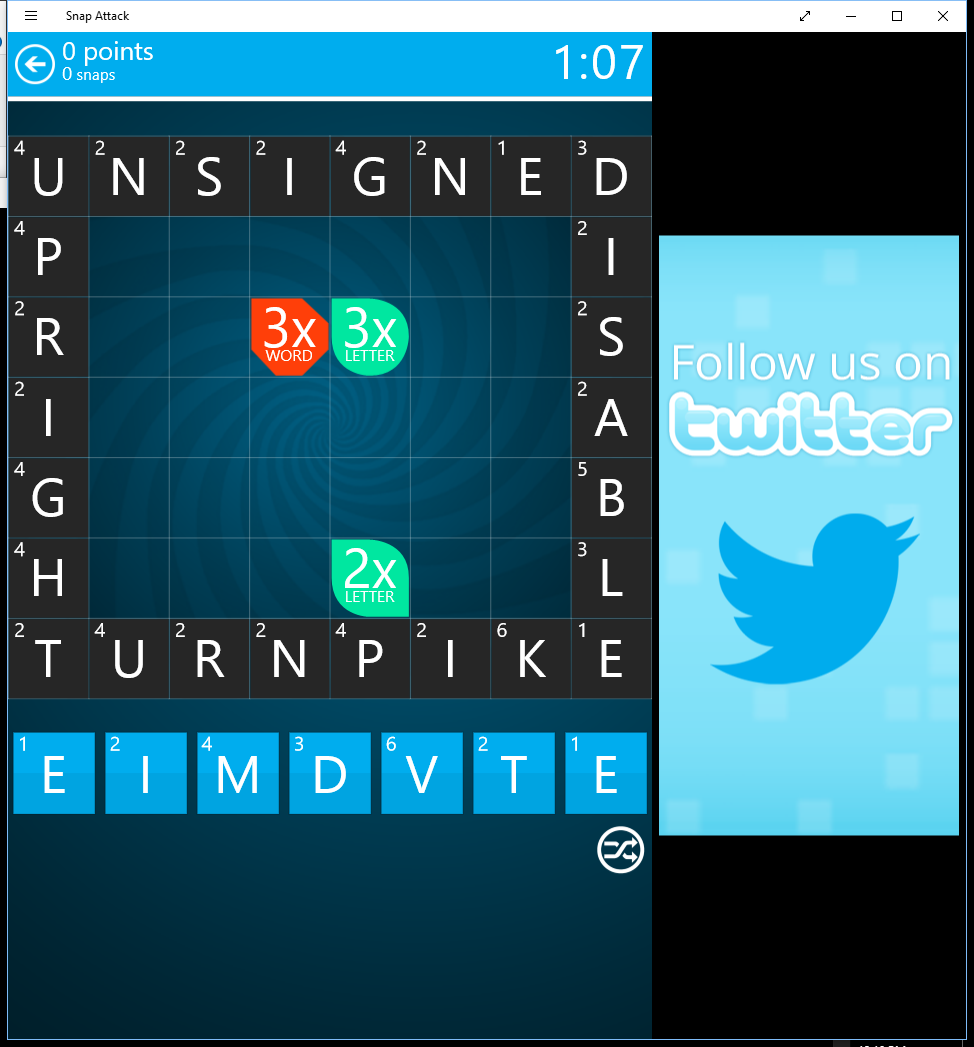 Snap Attack
0 points
0 snaps
1:07
4 U 2 N 2 S 2 I 4 G 2 N 1 E 3 D
4 P 2 I
2 R 3x WORD 3x LETTER 2 S
2 I 2 A
4 G 5 B
4 H 2x LETTER 3 L
2 T 4 U 2 R 2 N 4 P 2 I 6 K 1 E
1 E 2 I 4 M 3 D 6 V 2 T 1 E
Follow us on
twitter